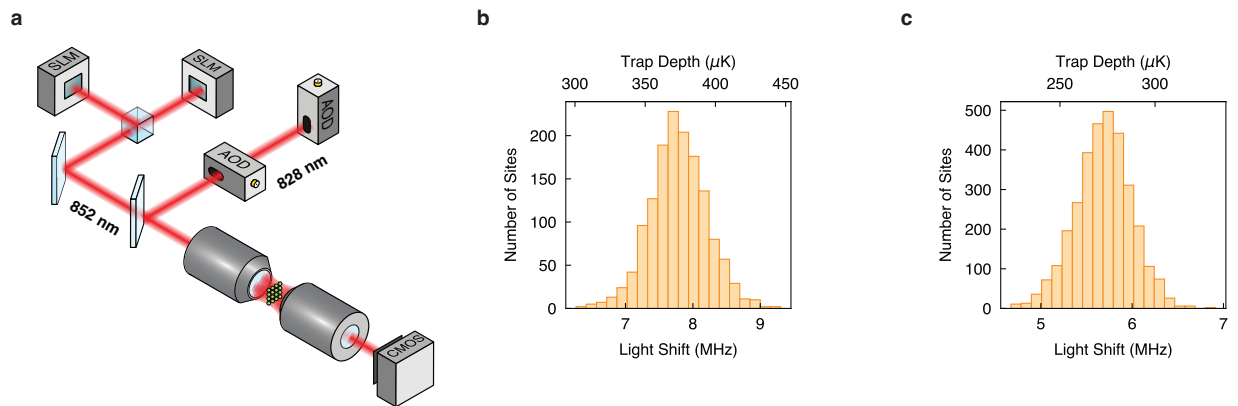 a
SLM
SLM
AOD
AOD
828 nm
852 nm
CMOS
b
Trap Depth (μK)
300 350 400 450
200
150
100
50
0
Number of Sites
7 8 9
Light Shift (MHz)
c
Trap Depth (μK)
250 300
500
400
300
200
100
0
Number of Sites
5 6 7
Light Shift (MHz)